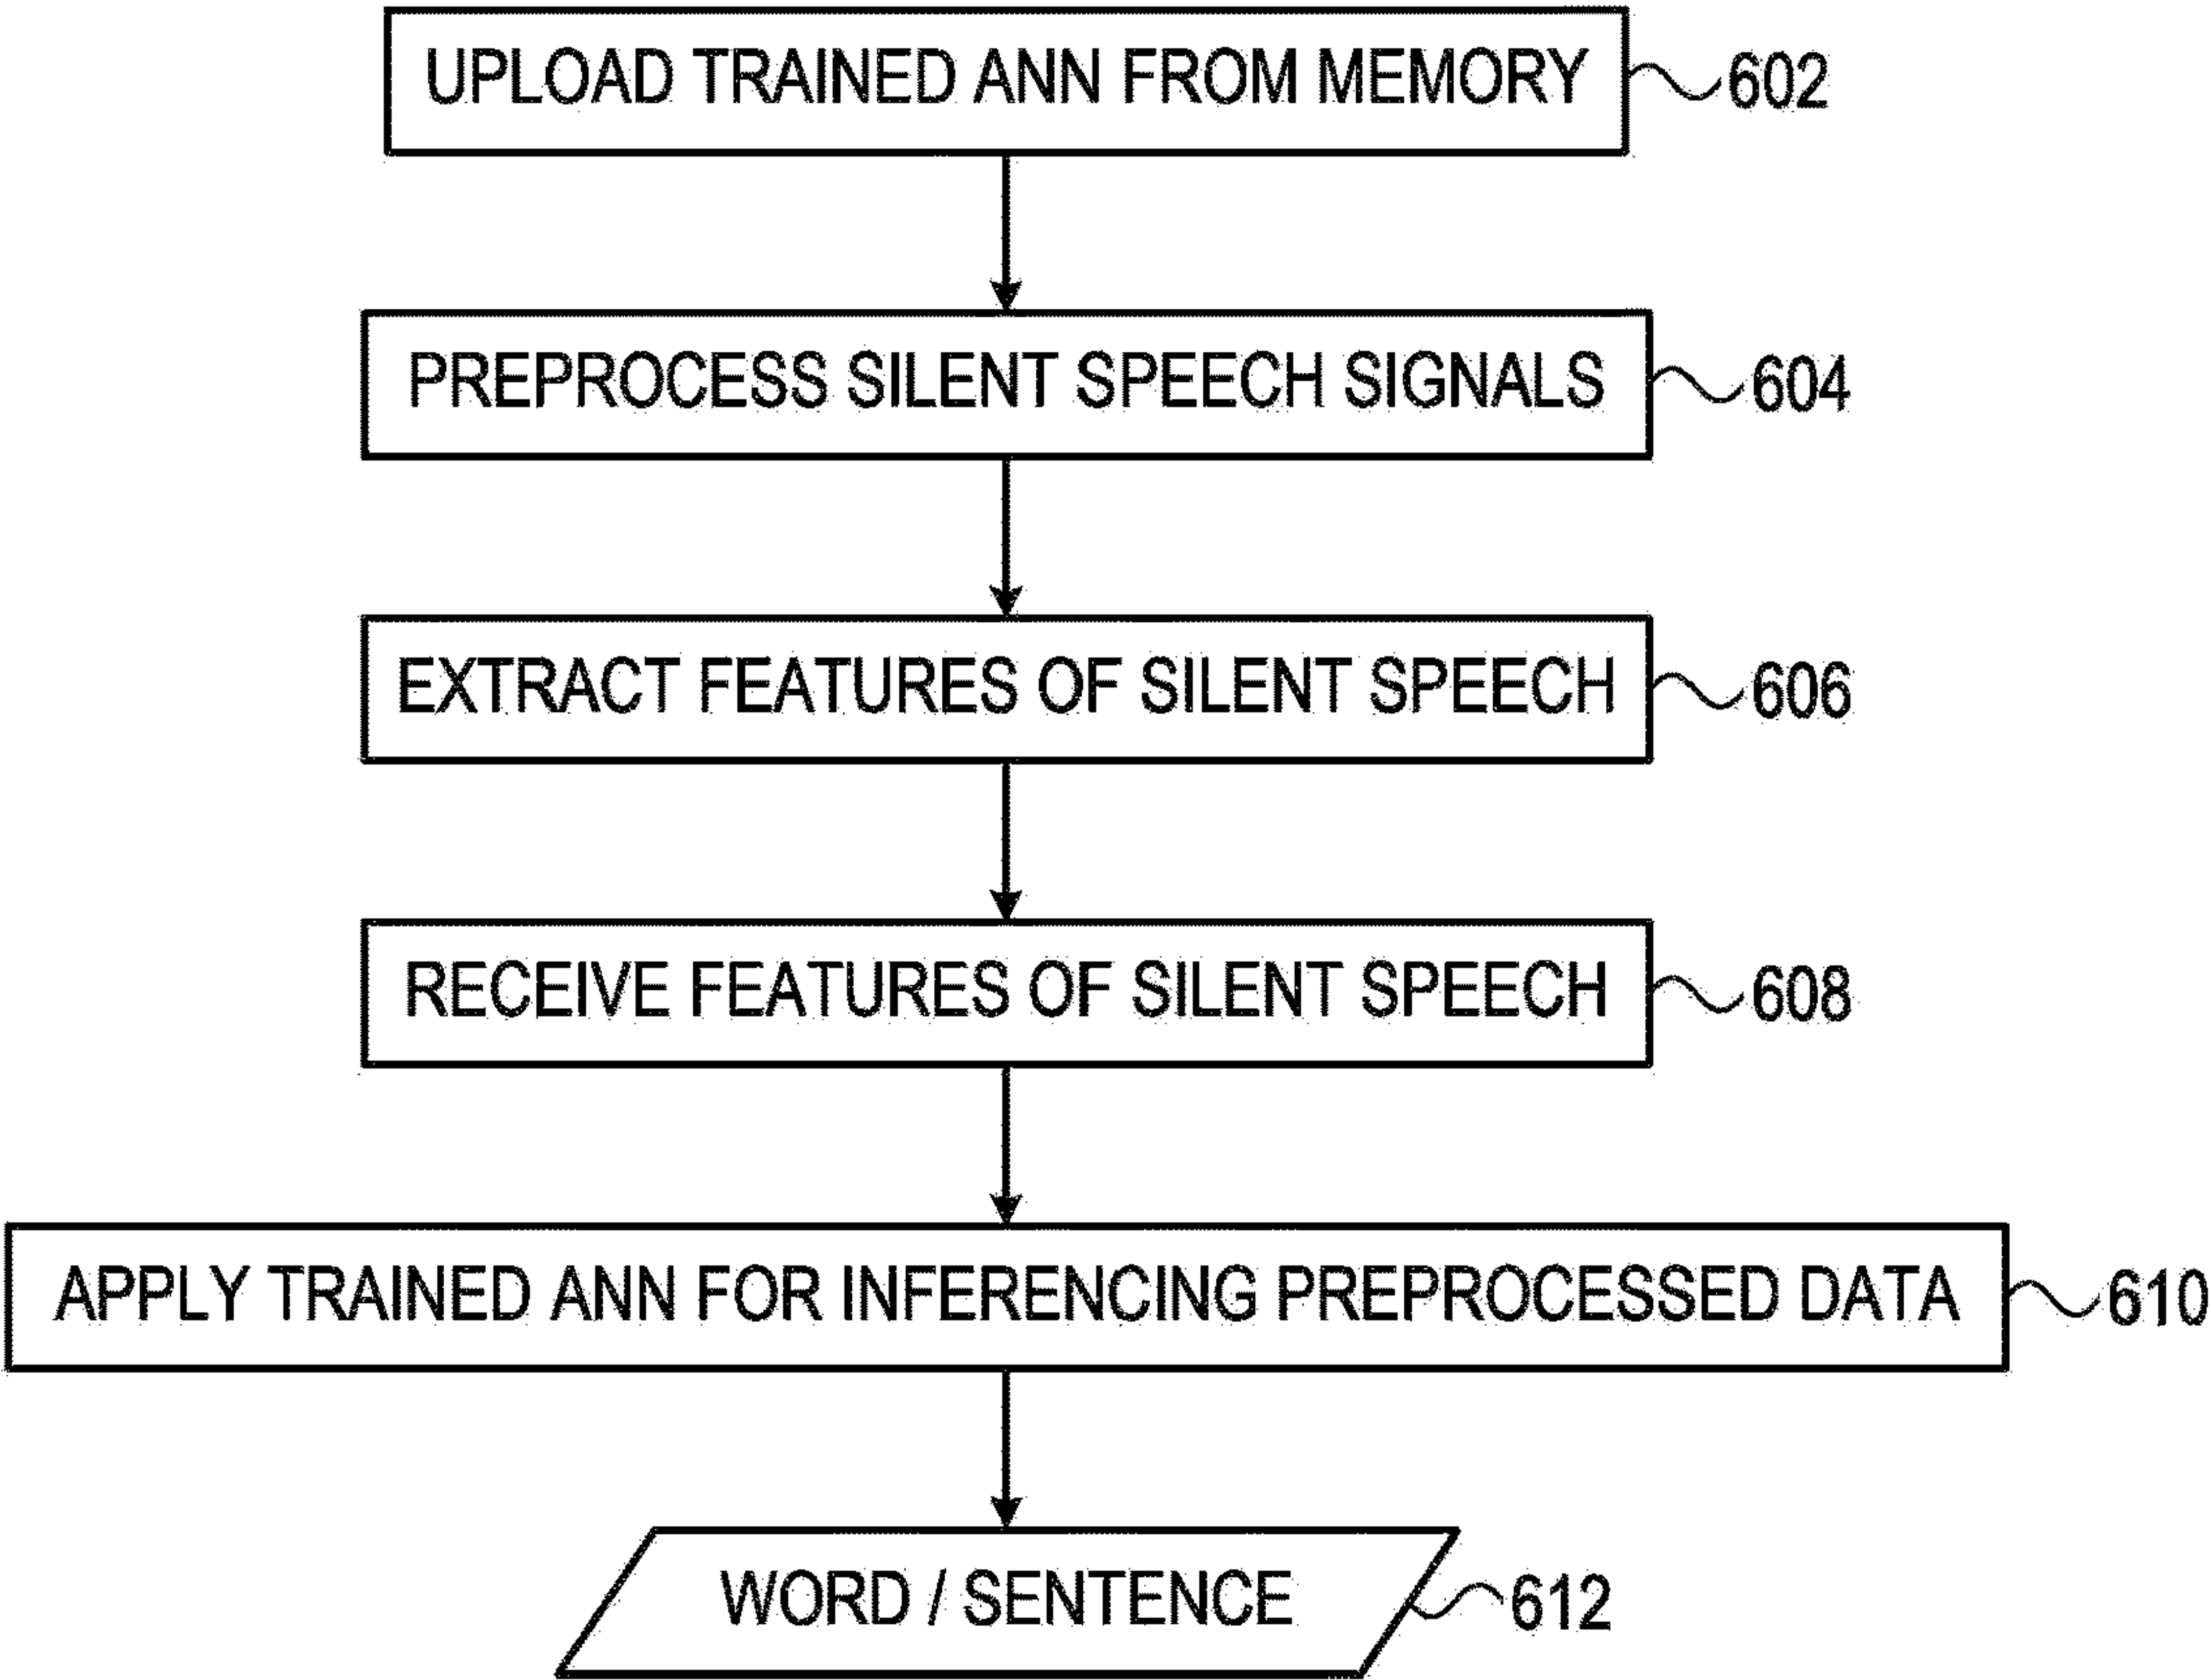 UPLOAD TRAINED ANN FROM MEMORY 602
PREPROCESS SILENT SPEECH SIGNALS 604
EXTRACT FEATURES OF SILENT SPEECH 606
RECEIVE FEATURES OF SILENT SPEECH 608
APPLY TRAINED ANN FOR INFERENCING PREPROCESSED DATA 610
WORD / SENTENCE 612